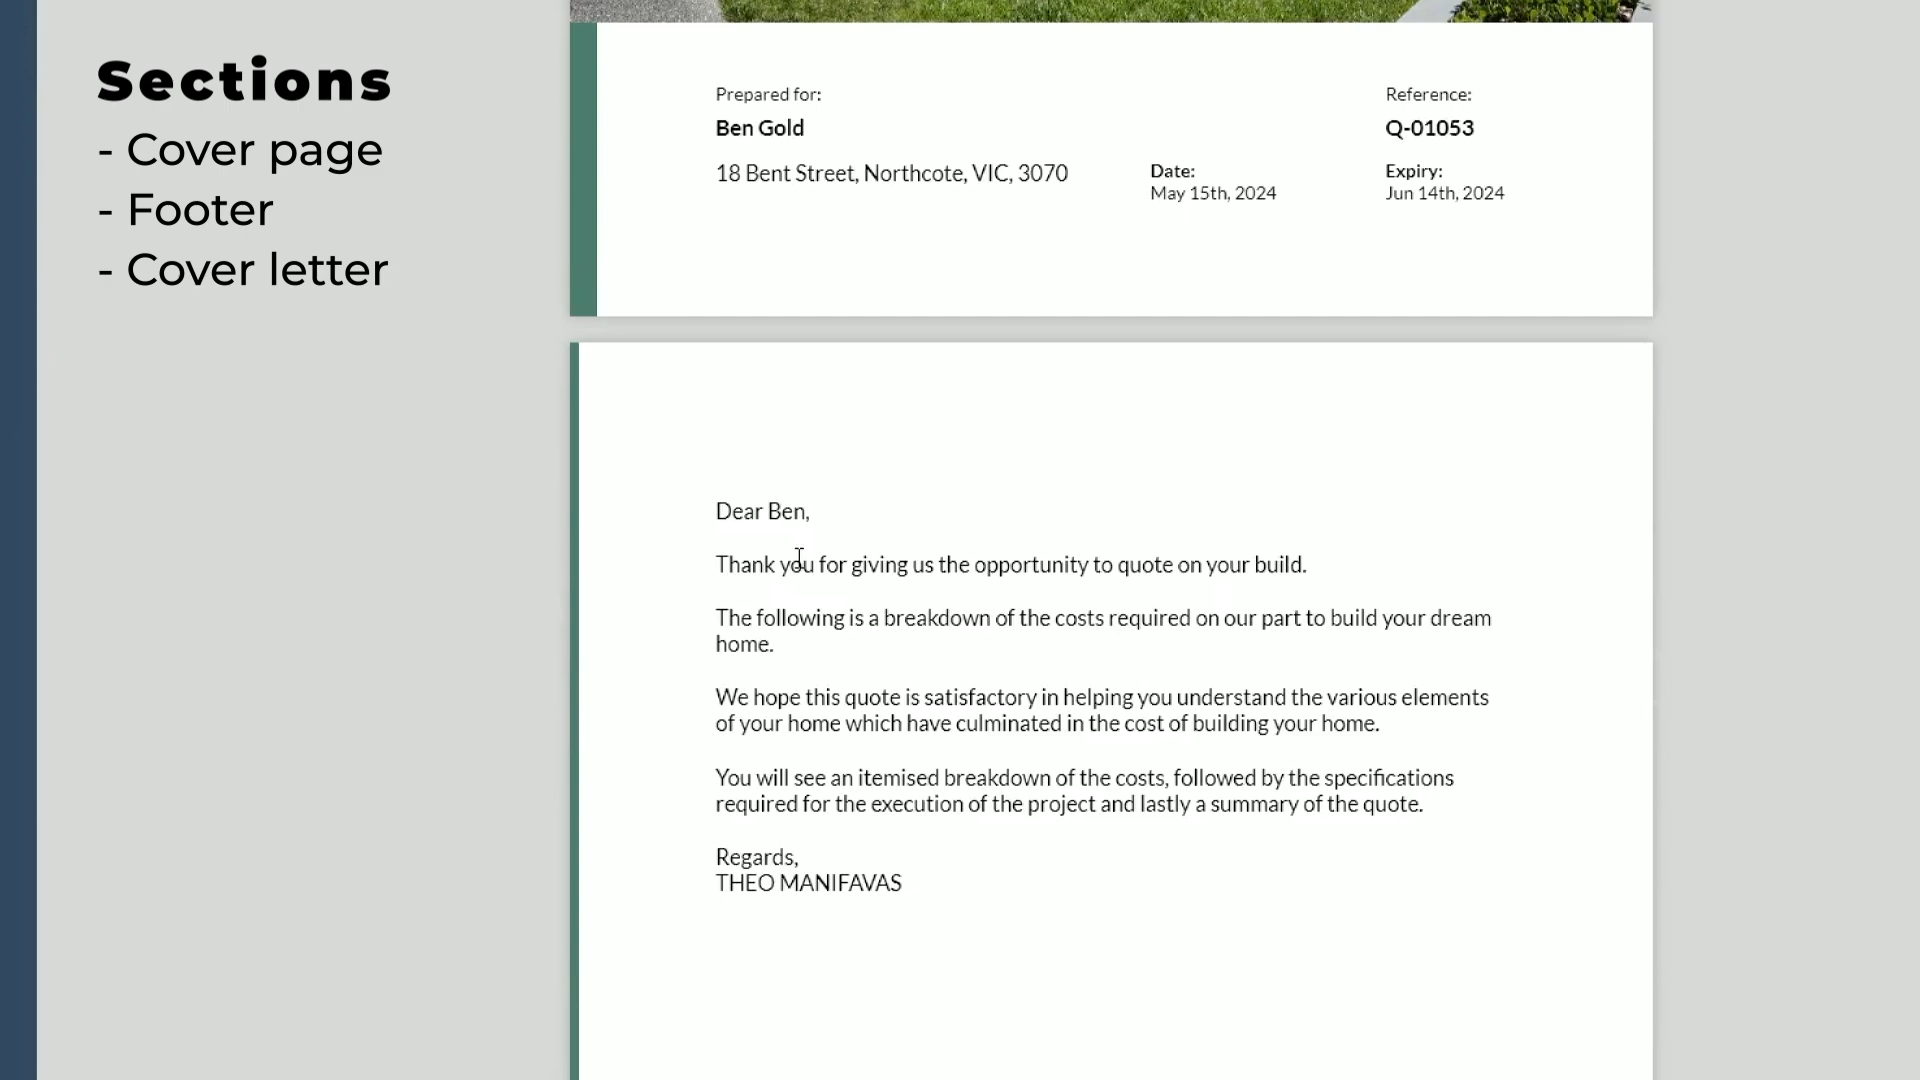 Sections
- Cover page
- Footer
- Cover letter
Prepared for:
Ben Gold
18 Bent Street, Northcote, VIC, 3070
Reference:
Q-01053
Date:
May 15th, 2024
Expiry:
Jun 14th, 2024
Dear Ben,
Thank you for giving us the opportunity to quote on your build.
The following is a breakdown of the costs required on our part to build your dream
home.
We hope this quote is satisfactory in helping you understand the various elements
of your home which have culminated in the cost of building your home.
You will see an itemised breakdown of the costs, followed by the specifications
required for the execution of the project and lastly a summary of the quote.
Regards,
THEO MANIFAVAS